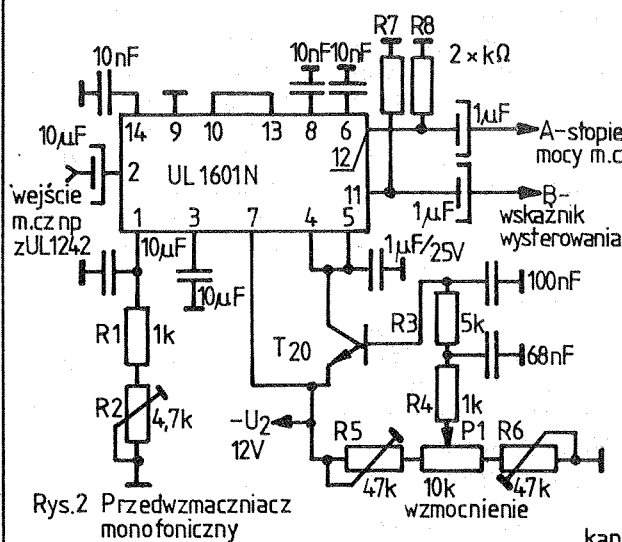 R7 R8
10nF 10nF 10nF 2×kΩ
14 9 10 13 8 6
1µF
A-stopie
mocy m.c
12
10µF
2 UL 1601N
11
B-
wskaźnik
wysterowania
1µF
wejście
m.cz np
zUL1242
1 3 7 4 5
10µF
10µF
1µF/25V
100nF
R3
5k
R1 1k
T20
68nF
R4 1k
R2 4,7k
-U2
12V
R5 P1 R6
47k 10k 47k
wzmocnienie
Rys.2 Przedwzmacniacz
monofoniczny
kan